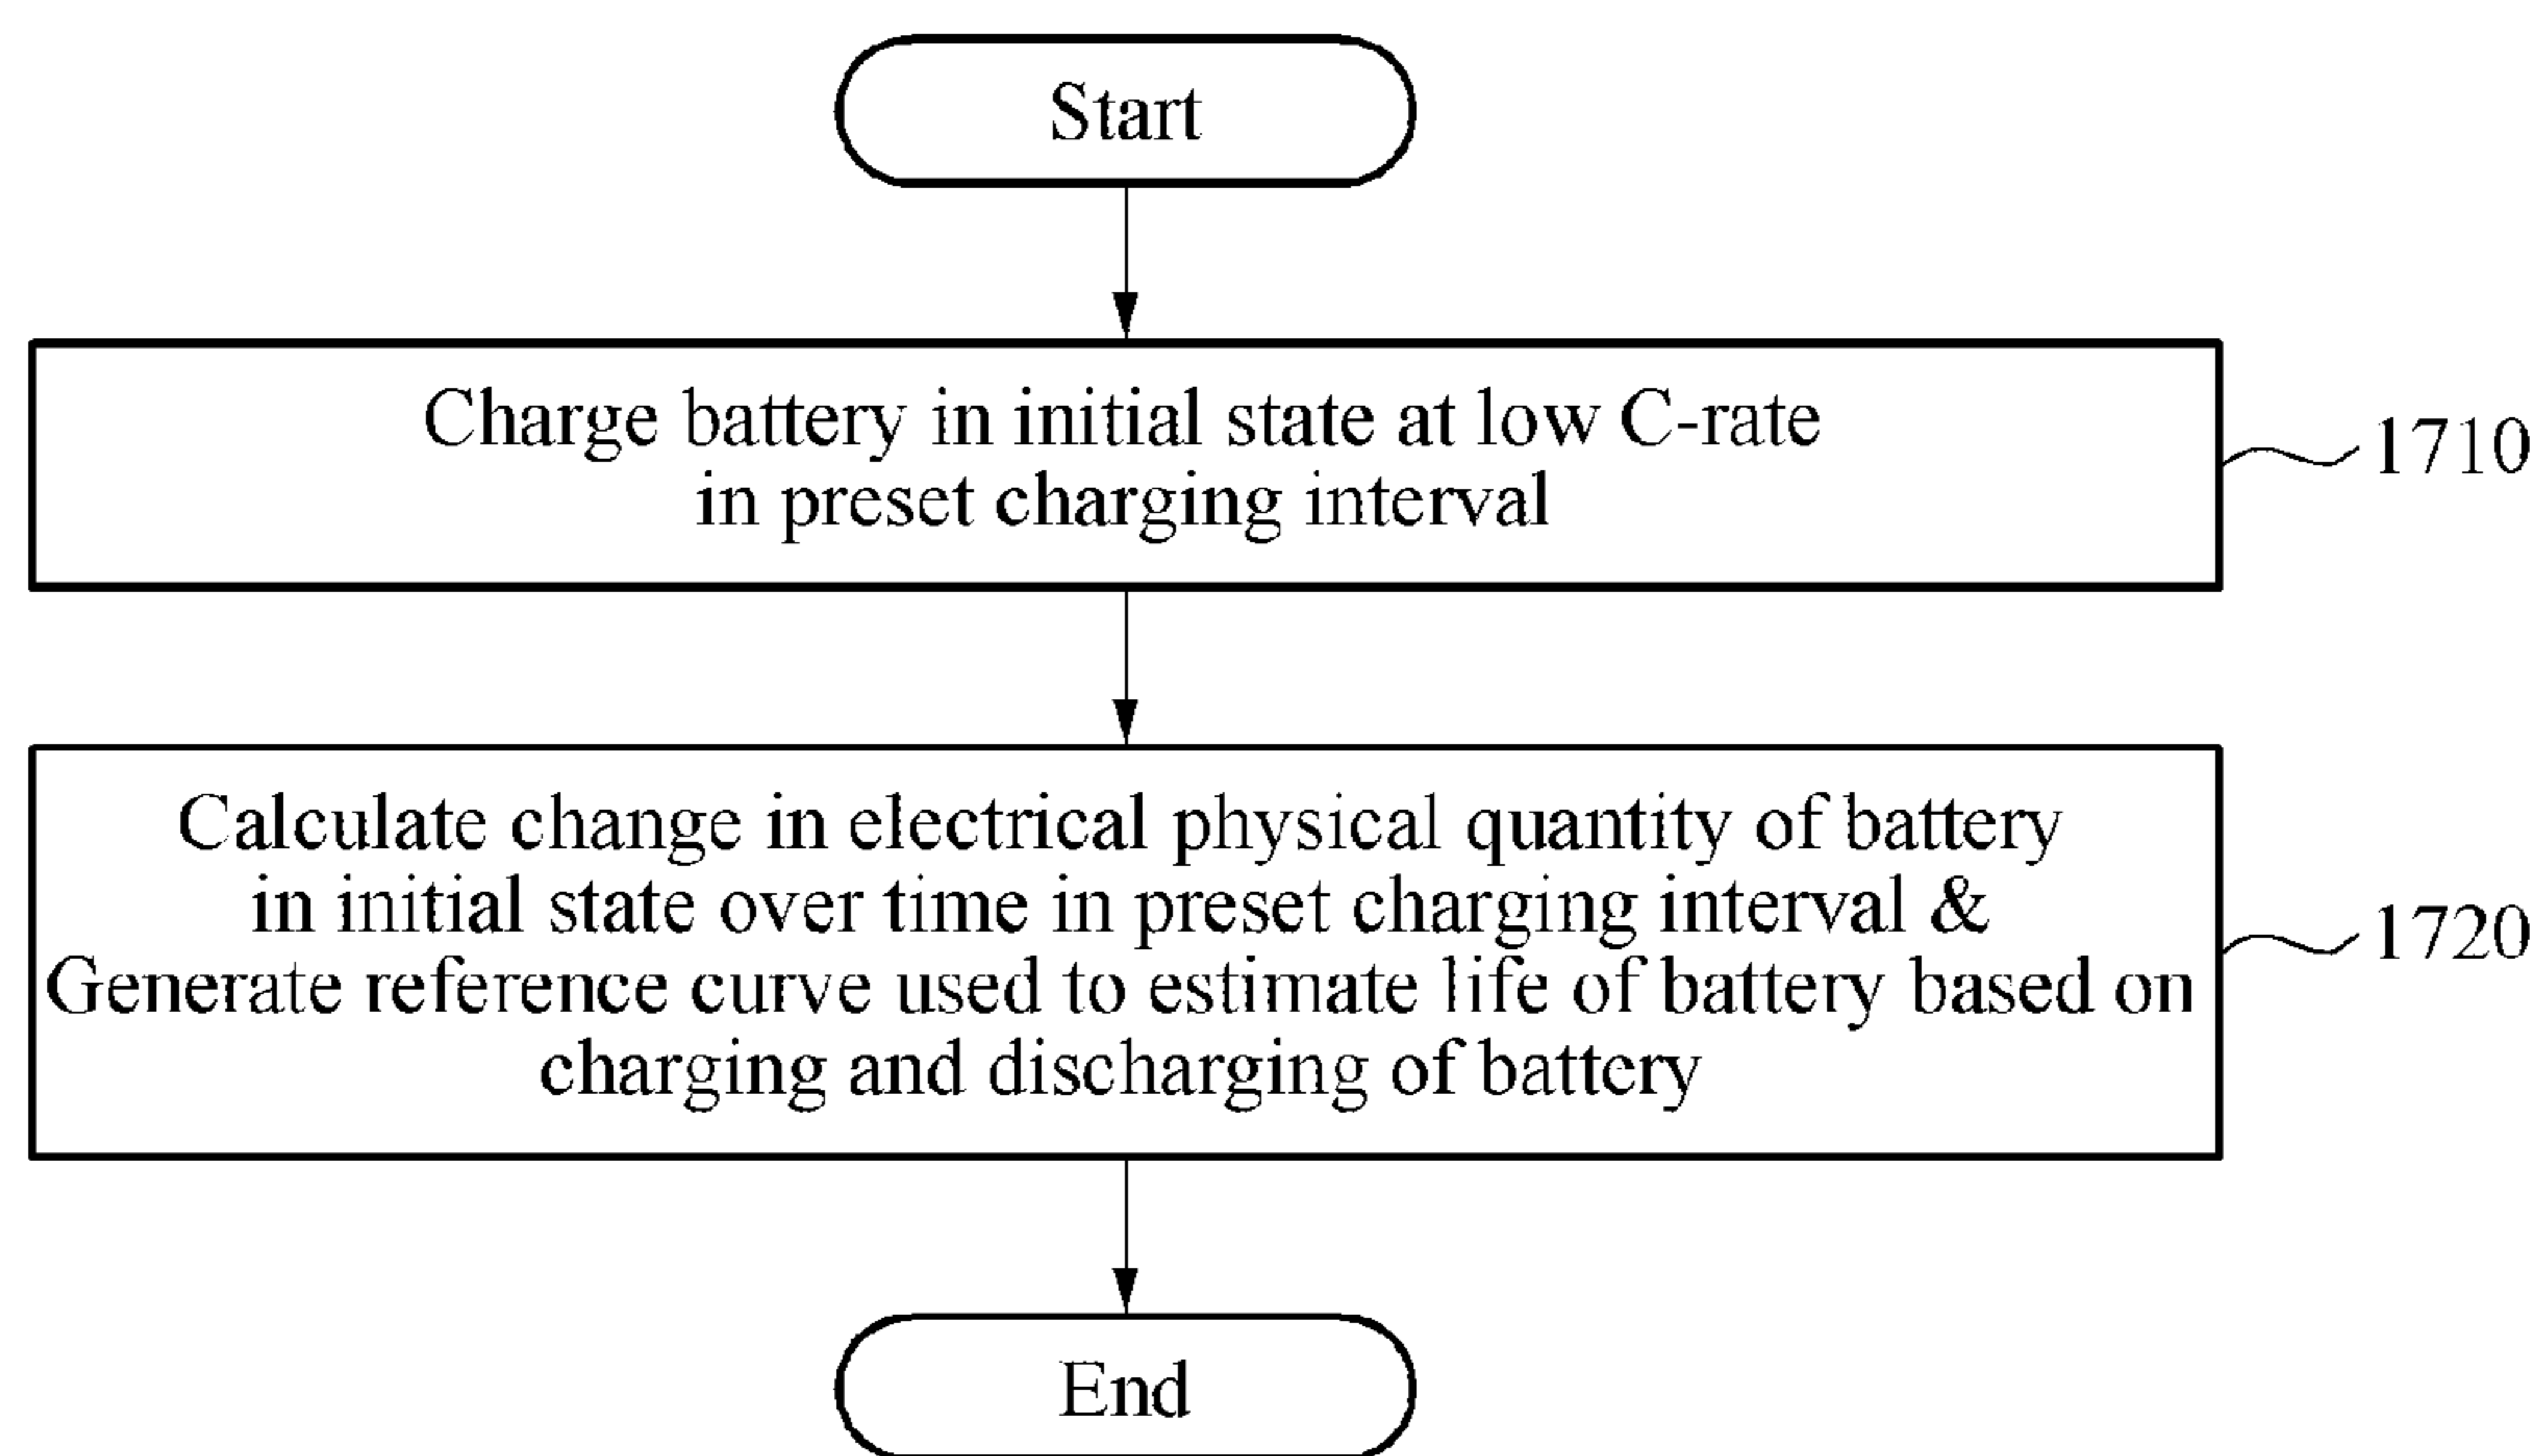 Start
Charge battery in initial state at low C-rate
in preset charging interval
1710
Calculate change in electrical physical quantity of battery
in initial state over time in preset charging interval &
Generate reference curve used to estimate life of battery based on
charging and discharging of battery
1720
End